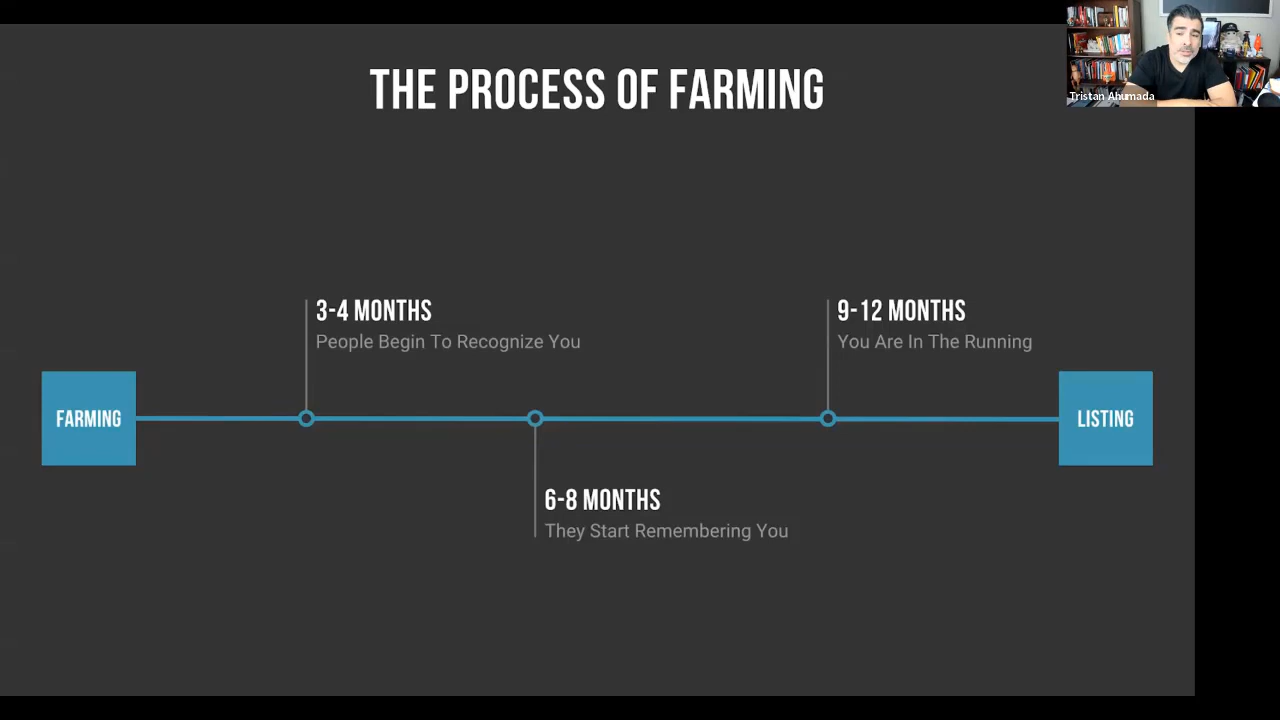 THE PROCESS OF FARMING
Tristan Ahumada
3-4 MONTHS
People Begin To Recognize You
9-12 MONTHS
You Are In The Running
FARMING
LISTING
6-8 MONTHS
They Start Remembering You